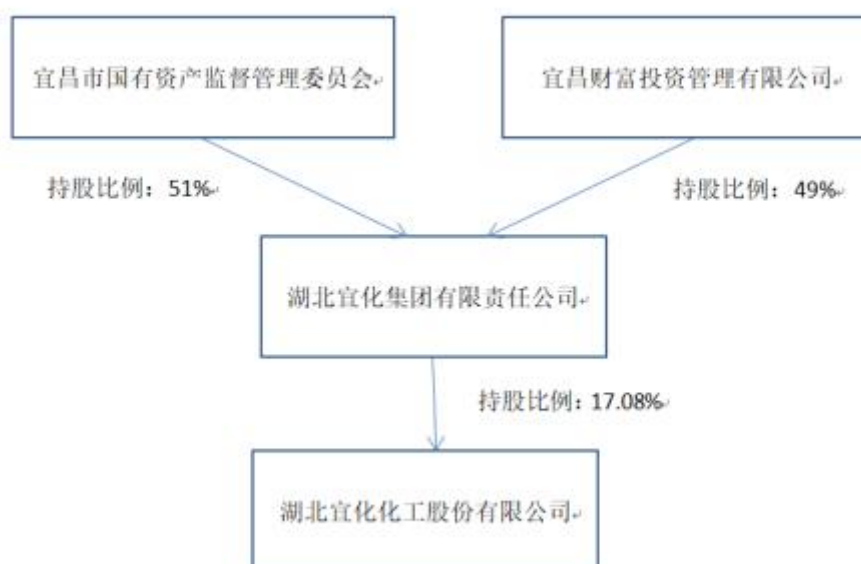 宜昌市国有资产监督管理委员会
宜昌财富投资管理有限公司
持股比例：51%
持股比例：49%
湖北宜化集团有限责任公司
持股比例：17.08%
湖北宜化化工股份有限公司